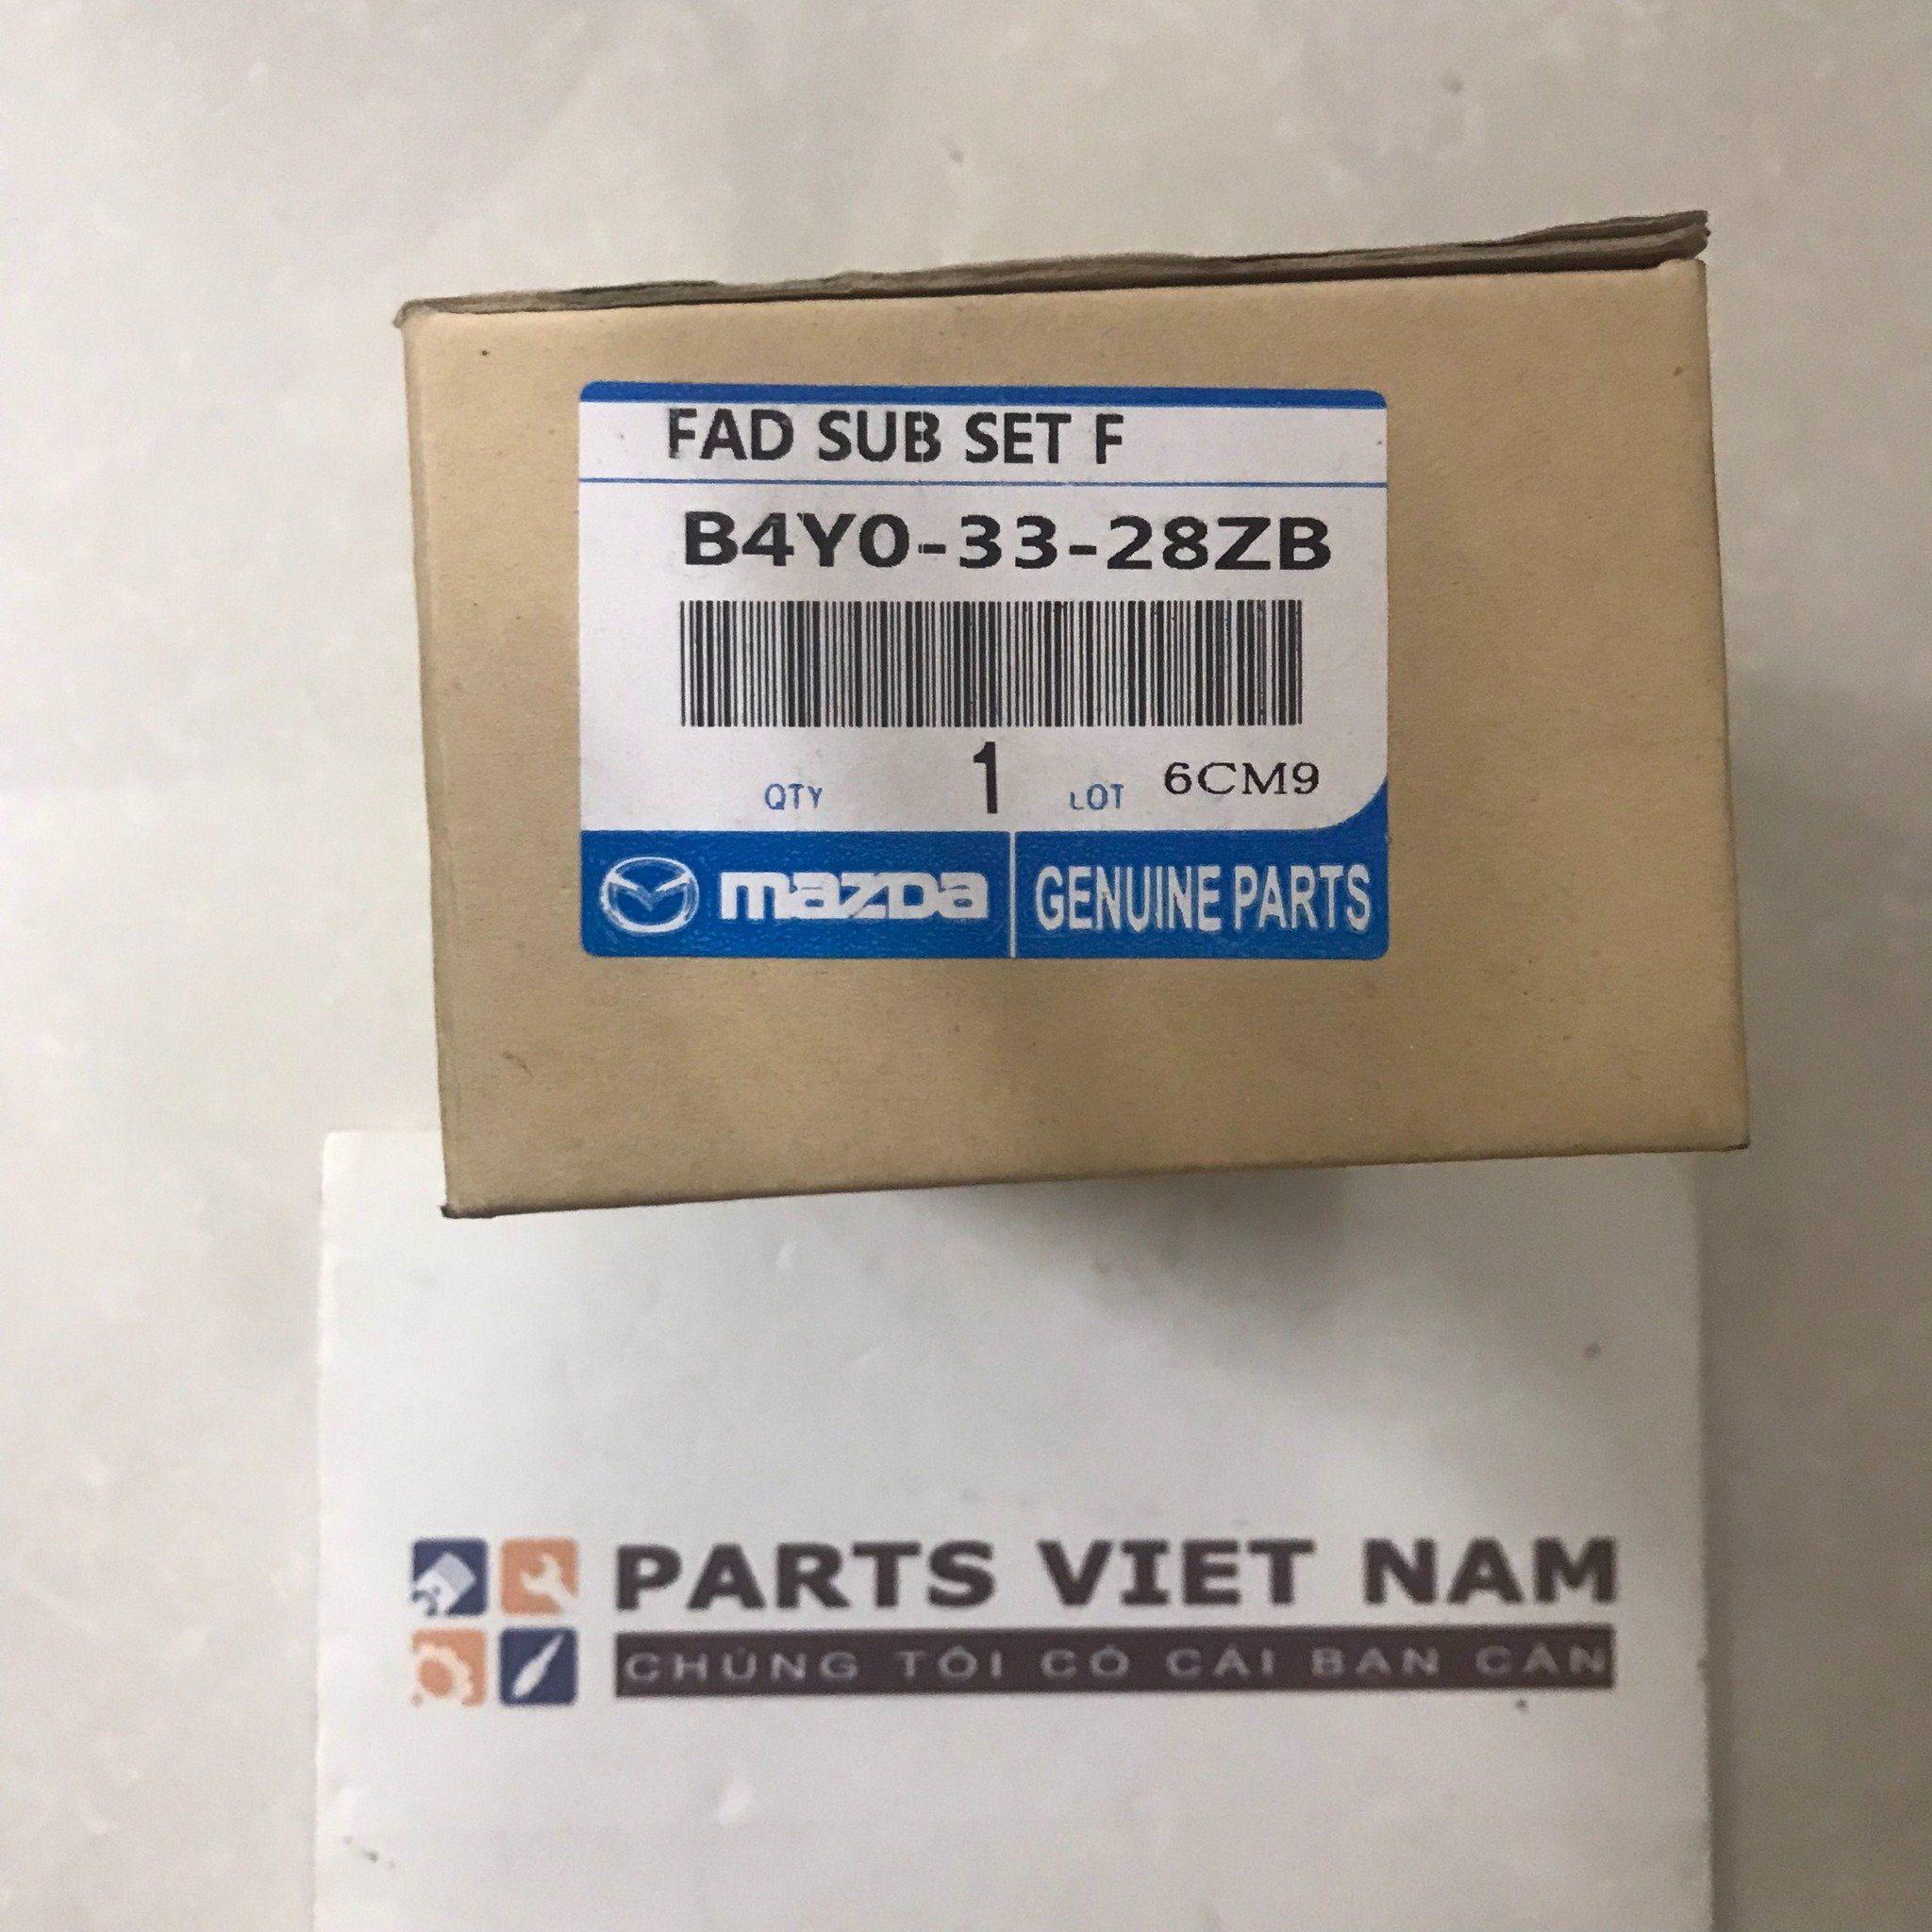 FAD SUB SET F
B4Y0-33-28ZB
QTY 1 LOT 6CM9
mazDa GENUINE PARTS
PARTS VIET NAM
CHÚNG TÔI CÓ CÁI BẠN CẦN